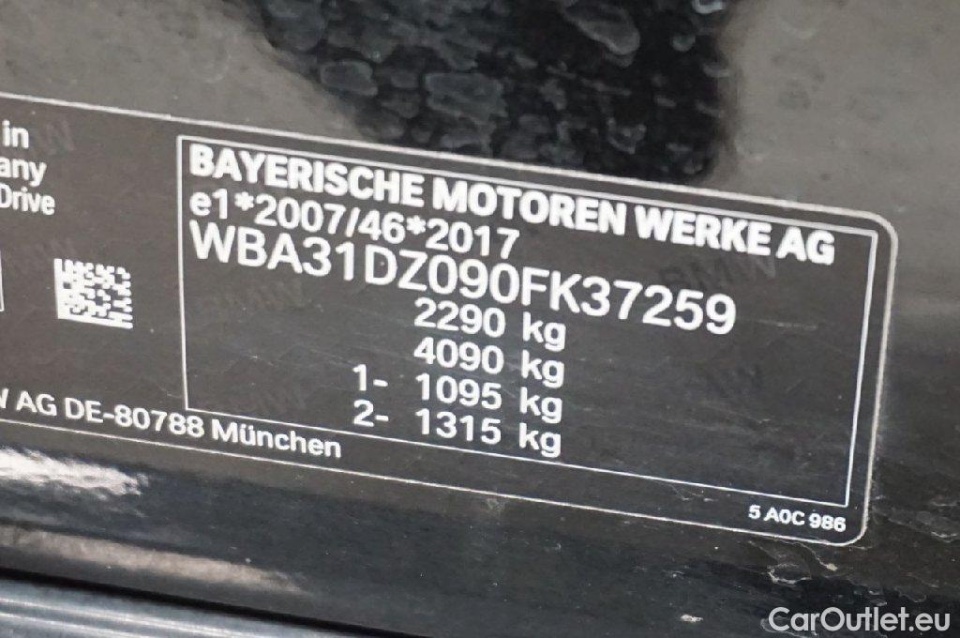 in
any
Drive
BAYERISCHE MOTOREN WERKE AG
e1*2007/46*2017
WBA31DZ090FK37259
2290 kg
4090 kg
1- 1095 kg
2- 1315 kg
AG DE-80788 München
5 A0C 986
CarOutlet.eu